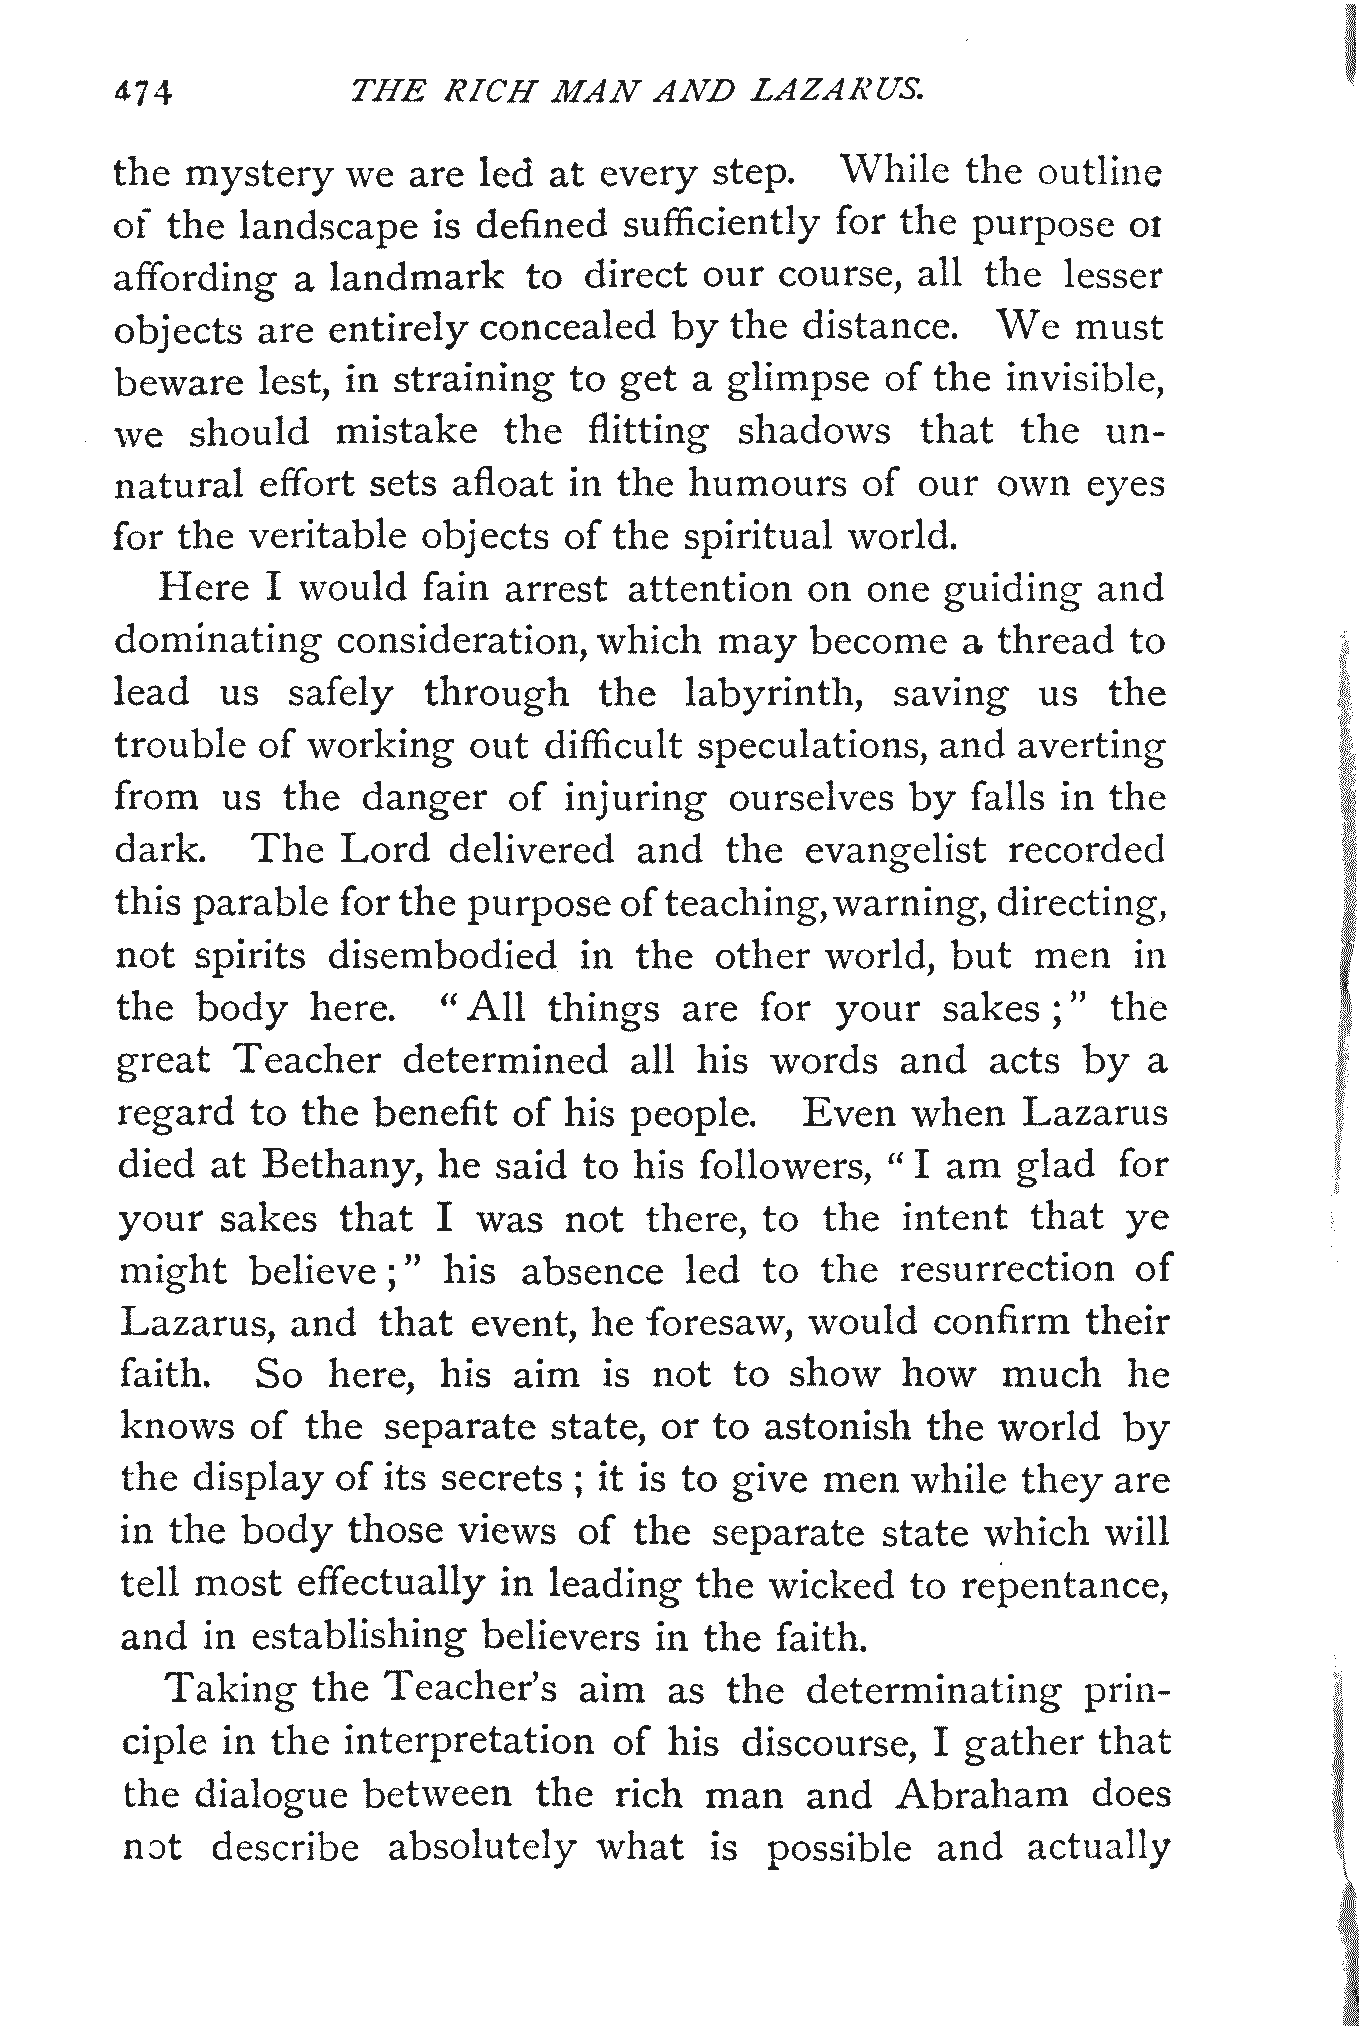 474 THE RICH MAN AND LAZARUS.
the mystery we are led at every step. While the outline
of the landscape is defined sufficiently for the purpose of
affording a landmark to direct our course, all the lesser
objects are entirely concealed by the distance. We must
beware lest, in straining to get a glimpse of the invisible,
we should mistake the flitting shadows that the un-
natural effort sets afloat in the humours of our own eyes
for the veritable objects of the spiritual world.
Here I would fain arrest attention on one guiding and
dominating consideration, which may become a thread to
lead us safely through the labyrinth, saving us the
trouble of working out difficult speculations, and averting
from us the danger of injuring ourselves by falls in the
dark. The Lord delivered and the evangelist recorded
this parable for the purpose of teaching, warning, directing,
not spirits disembodied in the other world, but men in
the body here. “ All things are for your sakes ;” the
great Teacher determined all his words and acts by a
regard to the benefit of his people. Even when Lazarus
died at Bethany, he said to his followers, “ I am glad for
your sakes that I was not there, to the intent that ye
might believe ;” his absence led to the resurrection of
Lazarus, and that event, he foresaw, would confirm their
faith. So here, his aim is not to show how much he
knows of the separate state, or to astonish the world by
the display of its secrets ; it is to give men while they are
in the body those views of the separate state which will
tell most effectually in leading the wicked to repentance,
and in establishing believers in the faith.
Taking the Teacher’s aim as the determinating prin-
ciple in the interpretation of his discourse, I gather that
the dialogue between the rich man and Abraham does
not describe absolutely what is possible and actually